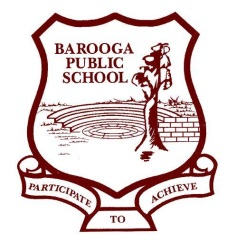 BAROOGA
PUBLIC
SCHOOL
PARTICIPATE
TO
ACHIEVE